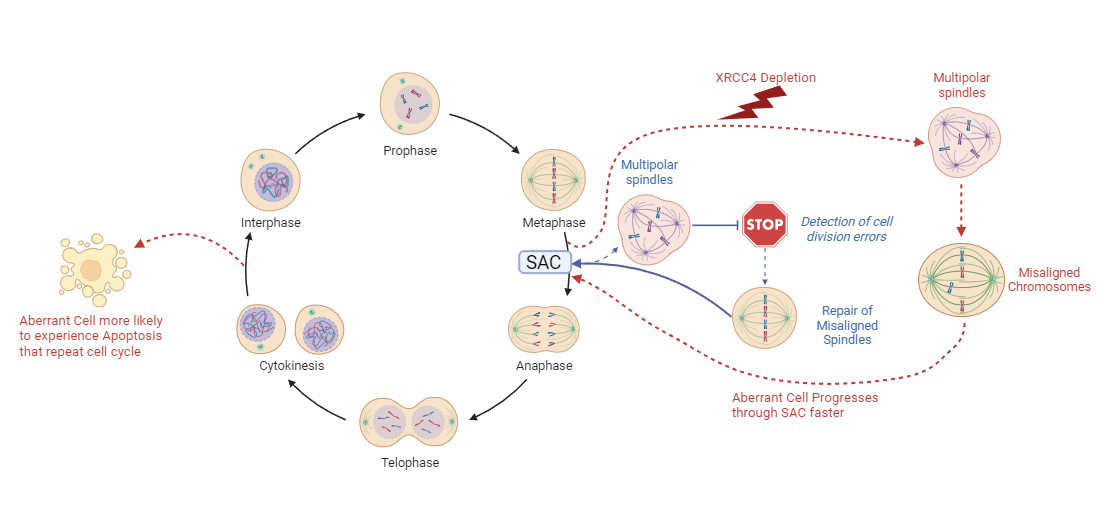 XRCC4 Depletion
Multipolar
spindles
Prophase
Multipolar
spindles
Interphase
Metaphase
STOP
Detection of cell
division errors
SAC
Misaligned
Chromosomes
Aberrant Cell more likely
to experience Apoptosis
that repeat cell cycle
Repair of
Misaligned
Spindles
Cytokinesis
Anaphase
Aberrant Cell Progresses
through SAC faster
Telophase